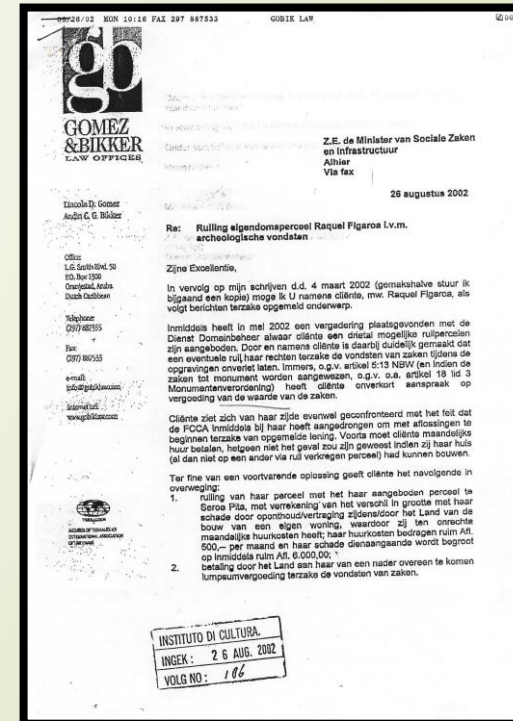 08/26/02 MON 10:16 FAX 297 887533 GOBIK LAW
gb
GOMEZ
&BIKKER
LAW OFFICES
Lincoln D. Gomez
Andin C. G. Bikker
Office:
L.G. Smith Blvd. 50
P.O. Box 1300
Oranjestad, Aruba
Dutch Caribbean
Telephone:
(297) 887355
Fax:
(297) 887533
e-mail:
info@gobiklaw.com
Internet url:
www.gobiklaw.com
Z.E. de Minister van Sociale Zaken
en Infrastructuur
Alhier
Via fax
26 augustus 2002
Re: Ruiling eigendomsperceel Raquel Figaroa i.v.m.
archeologische vondsten
Zijne Excellentie,
In vervolg op mijn schrijven d.d. 4 maart 2002 (gemakshalve stuur ik
bijgaand een kopie) moge ik U namens cliënte, mw. Raquel Figaroa, als
volgt berichten terzake opgemeld onderwerp.
Inmiddels heeft in mei 2002 een vergadering plaatsgevonden met de
Dienst Domeinbeheer alwaar cliënte een drietal mogelijke ruilpercelen
zijn aangeboden. Door en namens cliënte is daarbij duidelijk gemaakt dat
een eventuele ruil haar rechten terzake de vondsten van zaken tijdens de
opgravingen onverlet laten. Immers, o.g.v. artikel 5:13 NBW (en indien de
zaken tot monument worden aangewezen, o.g.v. o.a. artikel 18 lid 3
Monumentenverordening) heeft cliënte onverkort aanspraak op
vergoeding van de waarde van de zaken.
Cliënte ziet zich van haar zijde evenwel geconfronteerd met het feit dat
de FCCA inmiddels bij haar heeft aangedrongen om met aflossingen te
beginnen terzake van opgemelde lening. Voorts moet cliënte maandelijks
huur betalen, hetgeen niet het geval zou zijn geweest indien zij haar huis
(al dan niet op een ander via ruil verkregen perceel) had kunnen bouwen.
Ter fine van een voortvarende oplossing geeft cliënte het navolgende in
overweging:
1. ruiling van haar perceel met het haar aangeboden perceel te
Seroe Pita, met verrekening van het verschil in grootte met haar
schade door oponthoud/vertraging zijdens/door het Land van de
bouw van een eigen woning, waardoor zij ten onrechte
maandelijks huurkosten heeft; haar huurkosten bedragen ruim Afl.
500,-- per maand en haar schade dienaangaande wordt begroot
op inmiddels ruim Afl. 6.000,00;
2. betaling door het Land aan haar van een nader overeen te komen
lumpsumvergoeding terzake de vondsten van zaken.
INSTITUTO DI CULTURA.
INGEK: 26 AUG. 2002
VOLG NO: 186